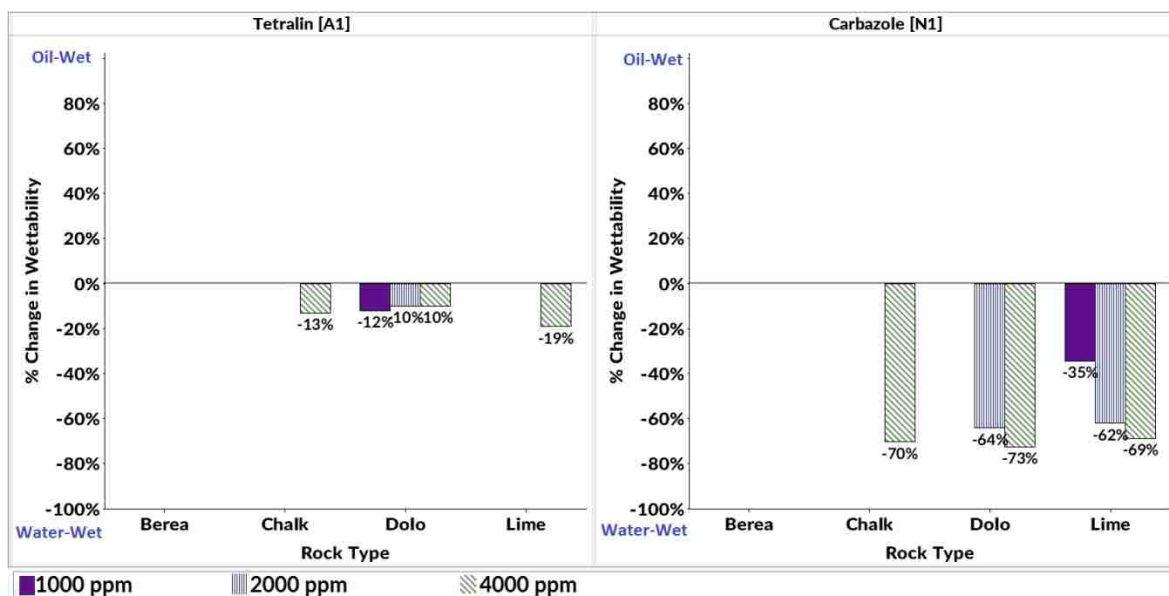 Tetralin [A1]
Carbazole [N1]
Oil-Wet
80%
60%
40%
20%
0%
-20%
-40%
-60%
-80%
-100%
Water-Wet
% Change in Wettability
-13%
-12%
10%
10%
-19%
Berea
Chalk
Dolo
Lime
Rock Type
Oil-Wet
80%
60%
40%
20%
0%
-20%
-40%
-60%
-80%
-100%
Water-Wet
% Change in Wettability
-70%
-64%
-73%
-35%
-62%
-69%
Berea
Chalk
Dolo
Lime
Rock Type
1000 ppm
2000 ppm
4000 ppm